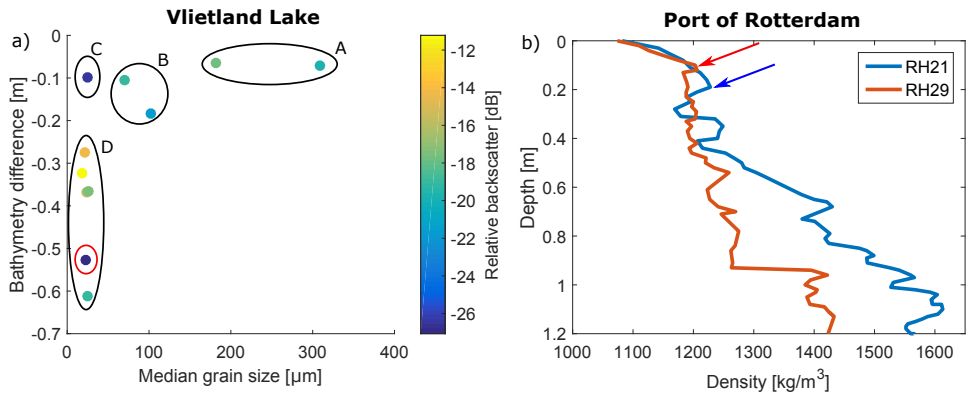 Vlietland Lake
a)
0
-0.1
-0.2
-0.3
-0.4
-0.5
-0.6
-0.7
Bathymetry difference [m]
C
B
A
D
0
100
200
300
400
Median grain size [µm]
-12
-14
-16
-18
-20
-22
-24
-26
Relative backscatter [dB]
Port of Rotterdam
b)
0
0.2
0.4
0.6
0.8
1
1.2
Depth [m]
RH21
RH29
1000
1100
1200
1300
1400
1500
1600
Density [kg/m³]